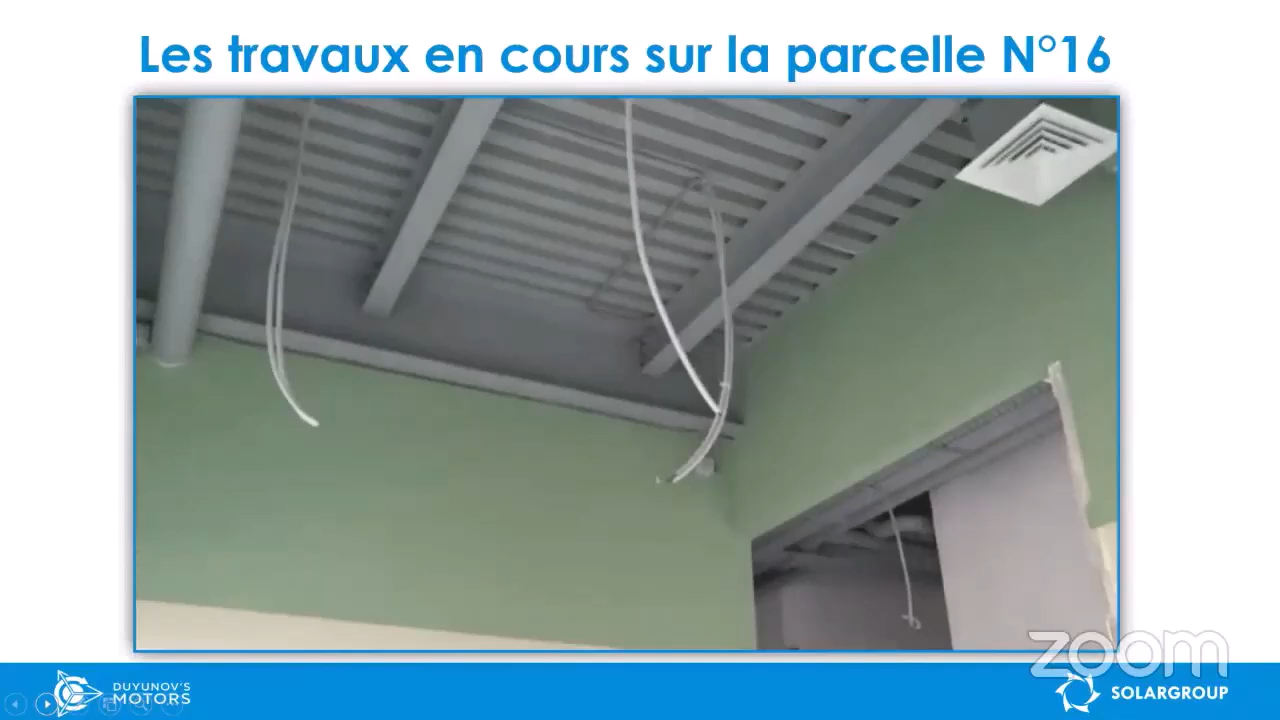 Les travaux en cours sur la parcelle N°16
zoom
DUYUNOV'S
MOTORS
SOLARGROUP